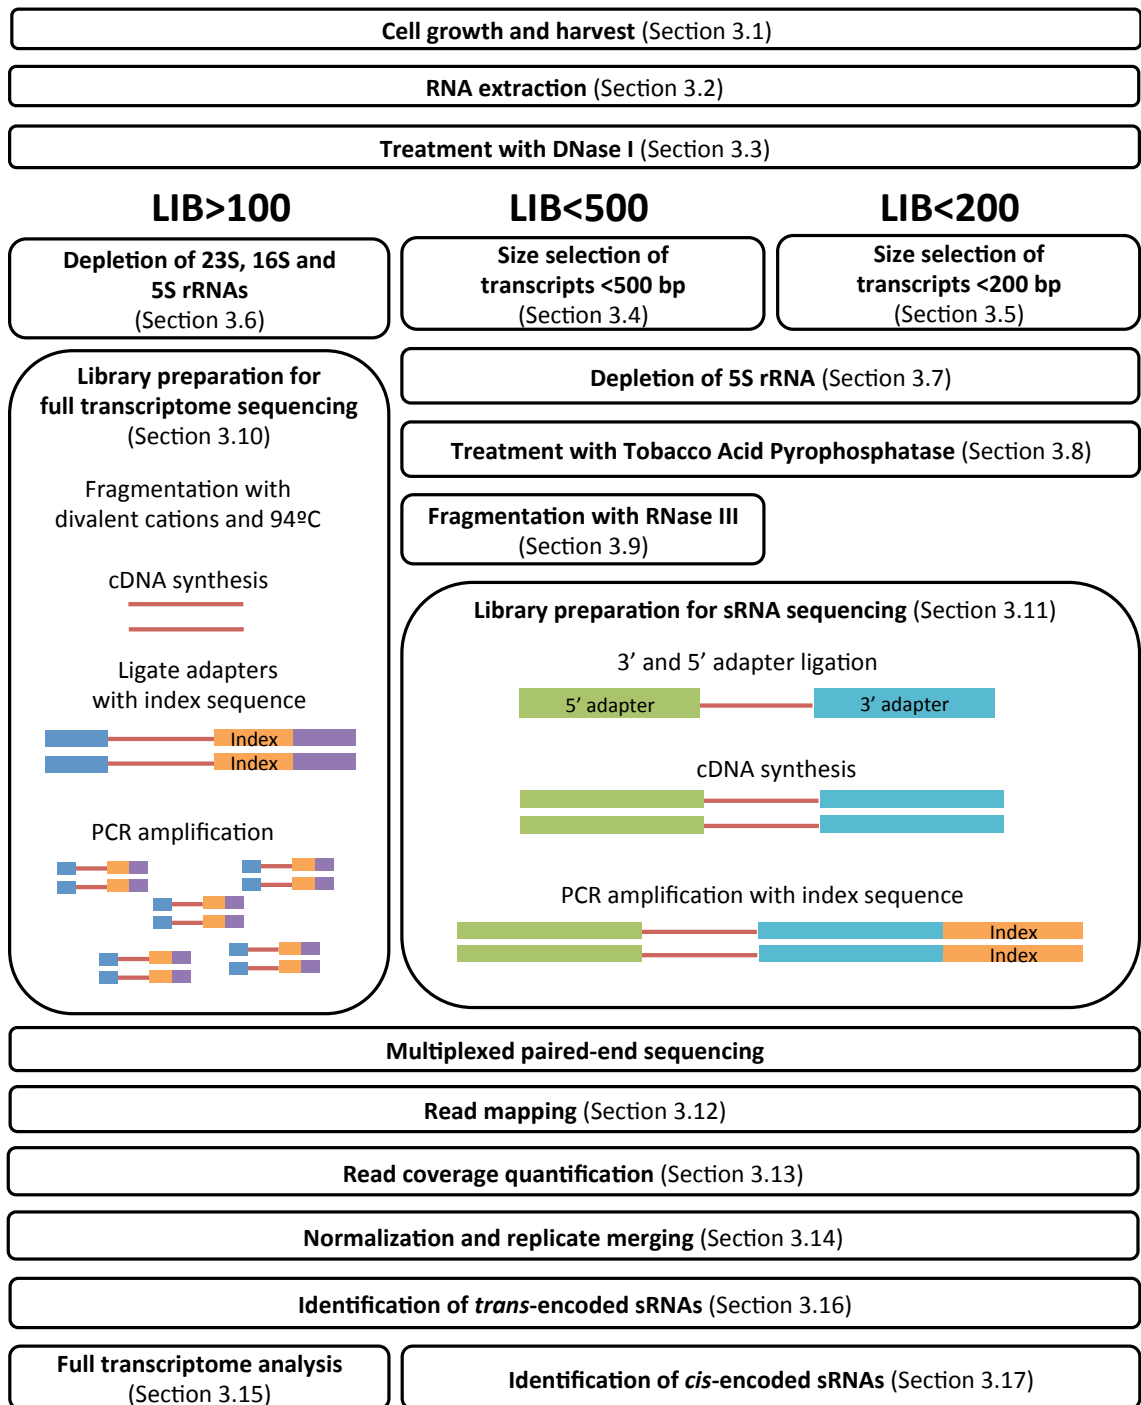 Cell growth and harvest (Section 3.1)
RNA extraction (Section 3.2)
Treatment with DNase I (Section 3.3)
LIB>100
Depletion of 23S, 16S and
5S rRNAs
(Section 3.6)
Library preparation for
full transcriptome sequencing
(Section 3.10)
Fragmentation with
divalent cations and 94ºC
cDNA synthesis
Ligate adapters
with index sequence
Index
Index
PCR amplification
LIB<500
Size selection of
transcripts <500 bp
(Section 3.4)
LIB<200
Size selection of
transcripts <200 bp
(Section 3.5)
Depletion of 5S rRNA (Section 3.7)
Treatment with Tobacco Acid Pyrophosphatase (Section 3.8)
Fragmentation with RNase III
(Section 3.9)
Library preparation for sRNA sequencing (Section 3.11)
3’ and 5’ adapter ligation
5’ adapter
3’ adapter
cDNA synthesis
PCR amplification with index sequence
Index
Index
Multiplexed paired-end sequencing
Read mapping (Section 3.12)
Read coverage quantification (Section 3.13)
Normalization and replicate merging (Section 3.14)
Identification of trans-encoded sRNAs (Section 3.16)
Full transcriptome analysis
(Section 3.15)
Identification of cis-encoded sRNAs (Section 3.17)